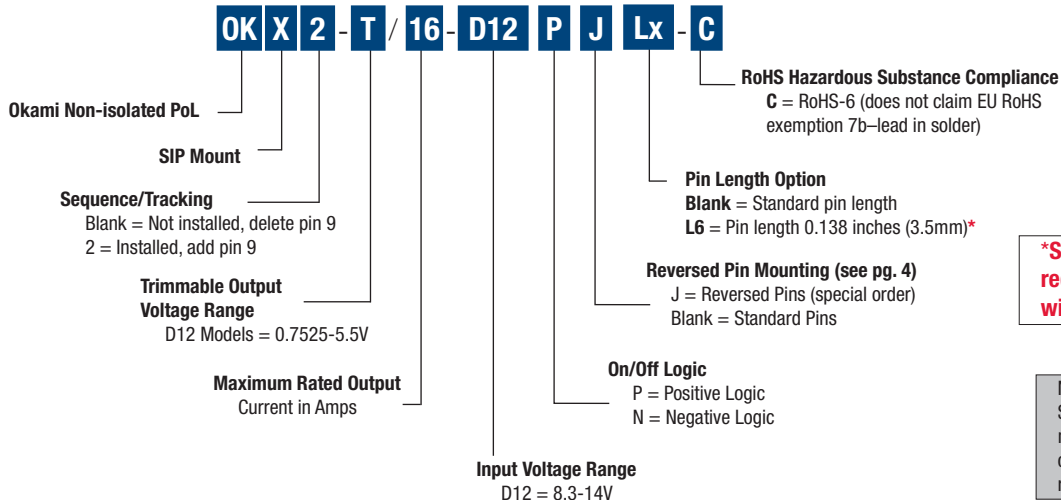 OK X 2 - T / 16 - D12 P J Lx - C
RoHS Hazardous Substance Compliance
C = RoHS-6 (does not claim EU RoHS
exemption 7b–lead in solder)
Okami Non-isolated PoL
SIP Mount
Pin Length Option
Blank = Standard pin length
L6 = Pin length 0.138 inches (3.5mm)*
Sequence/Tracking
Blank = Not installed, delete pin 9
2 = Installed, add pin 9
Reversed Pin Mounting (see pg. 4)
J = Reversed Pins (special order)
Blank = Standard Pins
Trimmable Output
Voltage Range
D12 Models = 0.7525-5.5V
On/Off Logic
P = Positive Logic
N = Negative Logic
Maximum Rated Output
Current in Amps
Input Voltage Range
D12 = 8.3-14V